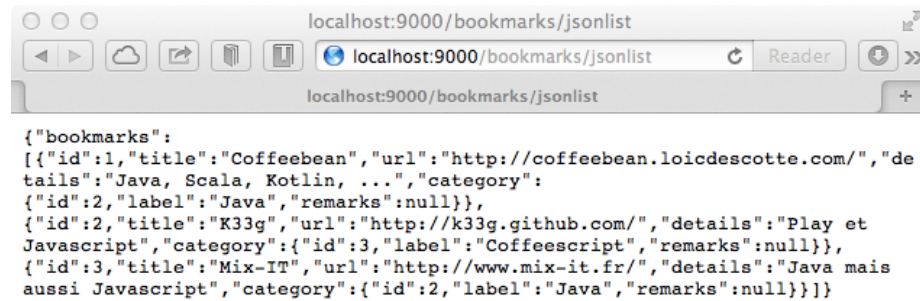 localhost:9000/bookmarks/jsonlist
localhost:9000/bookmarks/jsonlist
Reader
localhost:9000/bookmarks/jsonlist
{"bookmarks":
[{"id":1,"title":"Coffeebean","url":"http://coffeebean.loicdescotte.com/","de
tails":"Java, Scala, Kotlin, ...","category":
{"id":2,"label":"Java","remarks":null}},
{"id":2,"title":"K33g","url":"http://k33g.github.com/","details":"Play et
Javascript","category":{"id":3,"label":"Coffeescript","remarks":null}},
{"id":3,"title":"Mix-IT","url":"http://www.mix-it.fr/","details":"Java mais
aussi Javascript","category":{"id":2,"label":"Java","remarks":null}}]}